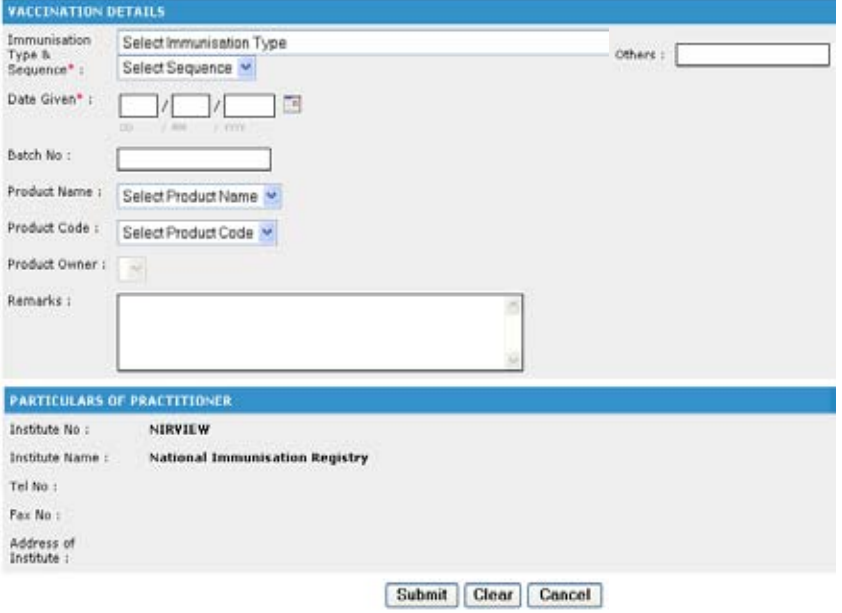 VACCINATION DETAILS
Immunisation
Type &
Sequence* :
Select Immunisation Type
Others :
Select Sequence
Date Given* :
/ /
DD / MM / YYYY
Batch No :
Product Name :
Select Product Name
Product Code :
Select Product Code
Product Owner :
Remarks :
PARTICULARS OF PRACTITIONER
Institute No : NIRVIEW
Institute Name : National Immunisation Registry
Tel No :
Fax No :
Address of
Institute :
Submit Clear Cancel